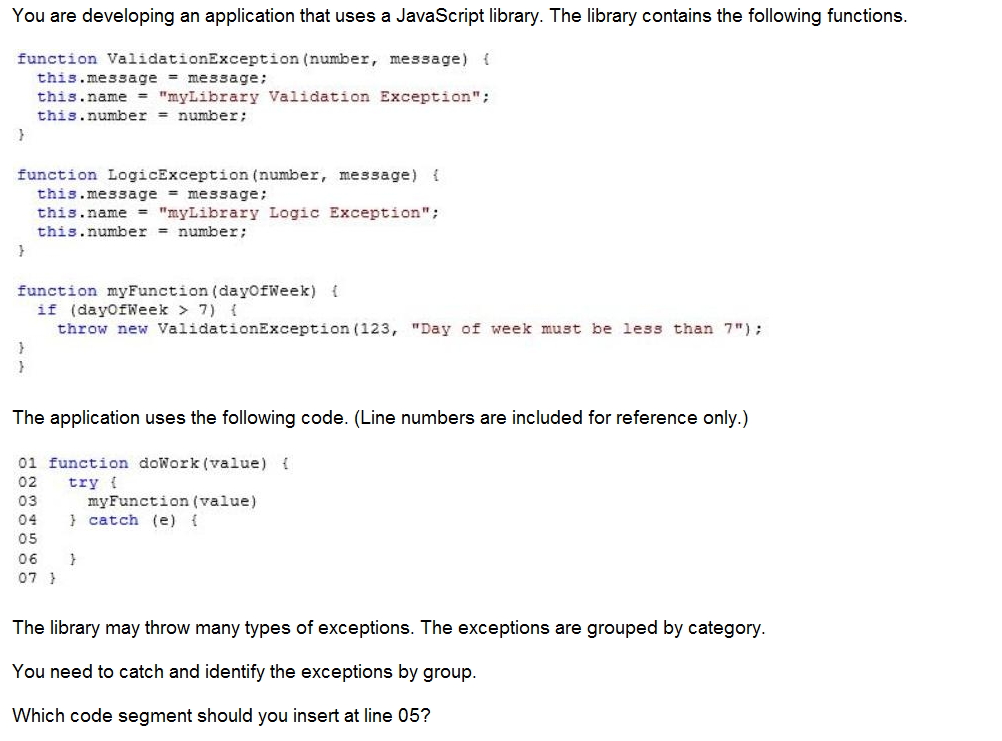 You are developing an application that uses a JavaScript library. The library contains the following functions.
function ValidationException(number, message) {
  this.message = message;
  this.name = "myLibrary Validation Exception";
  this.number = number;
}
function LogicException(number, message) {
  this.message = message;
  this.name = "myLibrary Logic Exception";
  this.number = number;
}
function myFunction(dayOfWeek) {
  if (dayOfWeek > 7) {
    throw new ValidationException(123, "Day of week must be less than 7");
}
}
The application uses the following code. (Line numbers are included for reference only.)
01 function doWork(value) {
02   try {
03     myFunction(value)
04   } catch (e) {
05
06   }
07 }
The library may throw many types of exceptions. The exceptions are grouped by category.
You need to catch and identify the exceptions by group.
Which code segment should you insert at line 05?